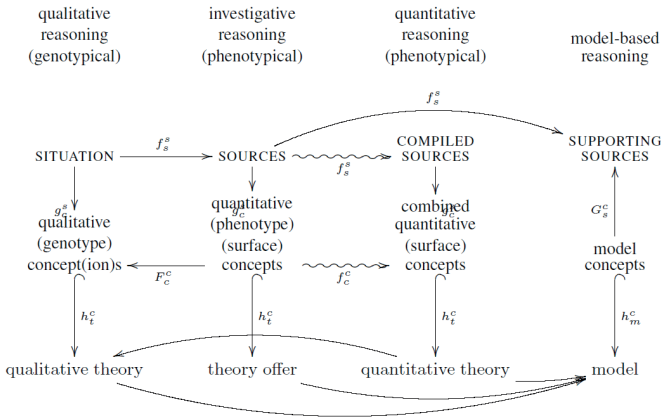 qualitative
reasoning
(genotypical)
investigative
reasoning
(phenotypical)
quantitative
reasoning
(phenotypical)
model-based
reasoning
f_s^s
SITUATION
f_s^s
SOURCES
f_s^s
COMPILED
SOURCES
SUPPORTING
SOURCES
g_c^s
g_c^s
g_c^s
G_s^c
qualitative
(genotype)
concept(ion)s
quantitative
(phenotype)
(surface)
concepts
combined
quantitative
(surface)
concepts
model
concepts
F_c^c
f_c^c
h_t^c
h_t^c
h_t^c
h_m^c
qualitative theory
theory offer
quantitative theory
model